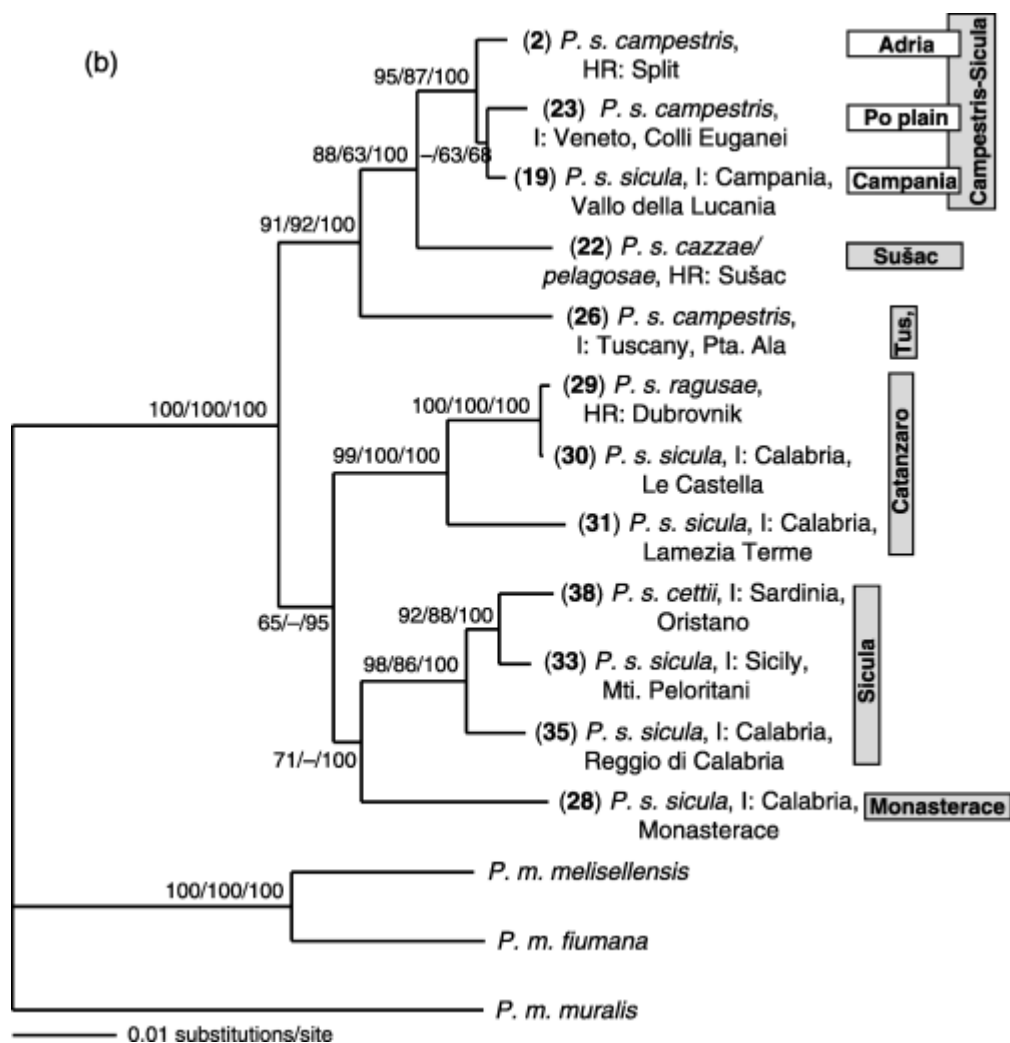 (b)
95/87/100
(2) P. s. campestris,
HR: Split
Adria
Campestris-Sicula
(23) P. s. campestris,
I: Veneto, Colli Euganei
Po plain
88/63/100
–/63/68
(19) P. s. sicula, I: Campania,
Vallo della Lucania
Campania
91/92/100
(22) P. s. cazzae/
pelagosae, HR: Sušac
Sušac
(26) P. s. campestris,
I: Tuscany, Pta. Ala
Tus,
100/100/100
100/100/100
(29) P. s. ragusae,
HR: Dubrovnik
Catanzaro
99/100/100
(30) P. s. sicula, I: Calabria,
Le Castella
(31) P. s. sicula, I: Calabria,
Lamezia Terme
65/–/95
92/88/100
(38) P. s. cettii, I: Sardinia,
Oristano
Sicula
98/86/100
(33) P. s. sicula, I: Sicily,
Mti. Peloritani
(35) P. s. sicula, I: Calabria,
Reggio di Calabria
71/–/100
(28) P. s. sicula, I: Calabria,
Monasterace
Monasterace
P. m. melisellensis
100/100/100
P. m. fiumana
P. m. muralis
0.01 substitutions/site